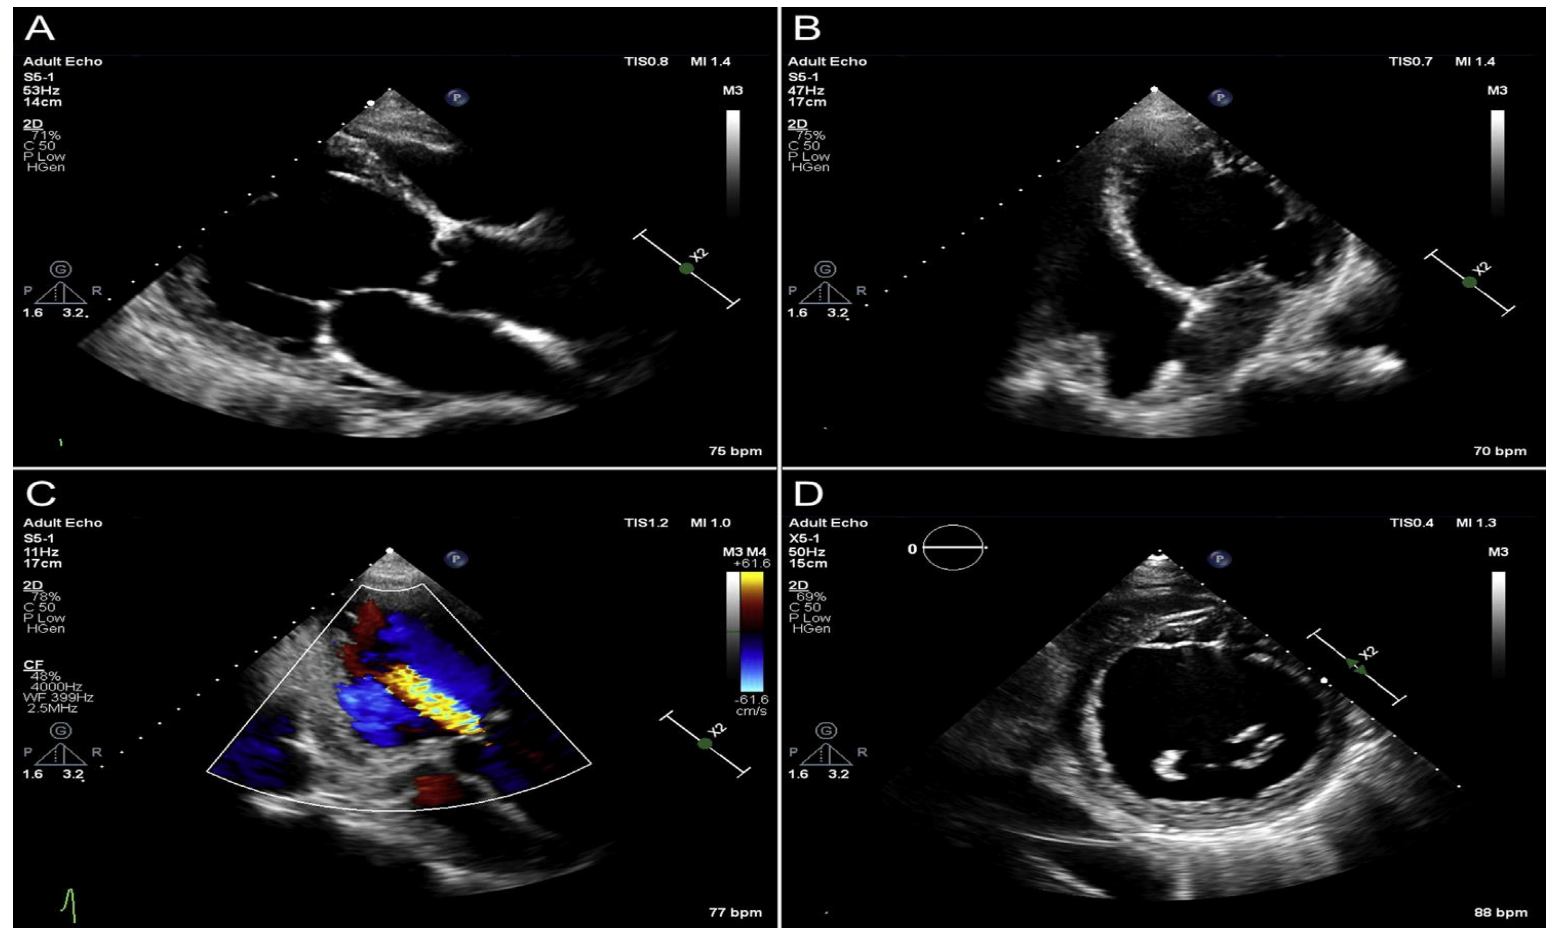 A
Adult Echo
TIS0.8 MI 1.4
S5-1
53Hz
14cm
M3
2D
71%
C 50
P Low
HGen
P
X2
G
P R
1.6 3.2
75 bpm
B
Adult Echo
TIS0.7 MI 1.4
S5-1
47Hz
17cm
M3
2D
75%
C 50
P Low
HGen
P
X2
G
P R
1.6 3.2
70 bpm
C
Adult Echo
TIS1.2 MI 1.0
S5-1
11Hz
17cm
M3 M4
+61.6
2D
78%
C 50
P Low
HGen
P
CF
48%
4000Hz
WF 399Hz
2.5MHz
-61.6
cm/s
X2
G
P R
1.6 3.2
77 bpm
D
Adult Echo
TIS0.4 MI 1.3
X5-1
50Hz
15cm
0
M3
2D
69%
C 50
P Low
HGen
P
X2
G
P R
1.6 3.2
88 bpm